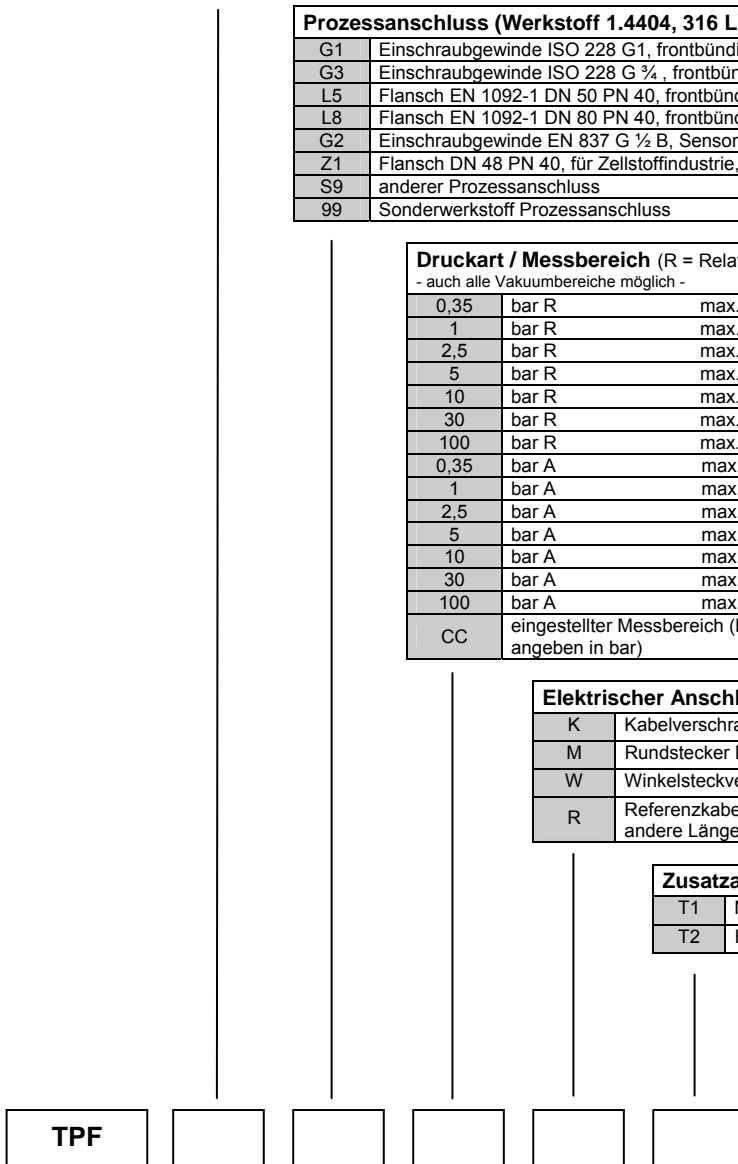 Prozessanschluss (Werkstoff 1.4404, 316 L
G1 Einschraubgewinde ISO 228 G1, frontbündi
G3 Einschraubgewinde ISO 228 G ¾ , frontbün
L5 Flansch EN 1092-1 DN 50 PN 40, frontbünd
L8 Flansch EN 1092-1 DN 80 PN 40, frontbünd
G2 Einschraubgewinde EN 837 G ½ B, Sensor
Z1 Flansch DN 48 PN 40, für Zellstoffindustrie,
S9 anderer Prozessanschluss
99 Sonderwerkstoff Prozessanschluss
Druckart / Messbereich (R = Rela
- auch alle Vakuumbereiche möglich -
0,35 bar R max.
1 bar R max.
2,5 bar R max.
5 bar R max.
10 bar R max.
30 bar R max.
100 bar R max.
0,35 bar A max
1 bar A max
2,5 bar A max
5 bar A max
10 bar A max
30 bar A max
100 bar A max.
CC eingestellter Messbereich (
angeben in bar)
Elektrischer Anschl
K Kabelverschra
M Rundstecker
W Winkelsteckve
R Referenzkabe
andere Länge
Zusatza
T1
T2
TPF